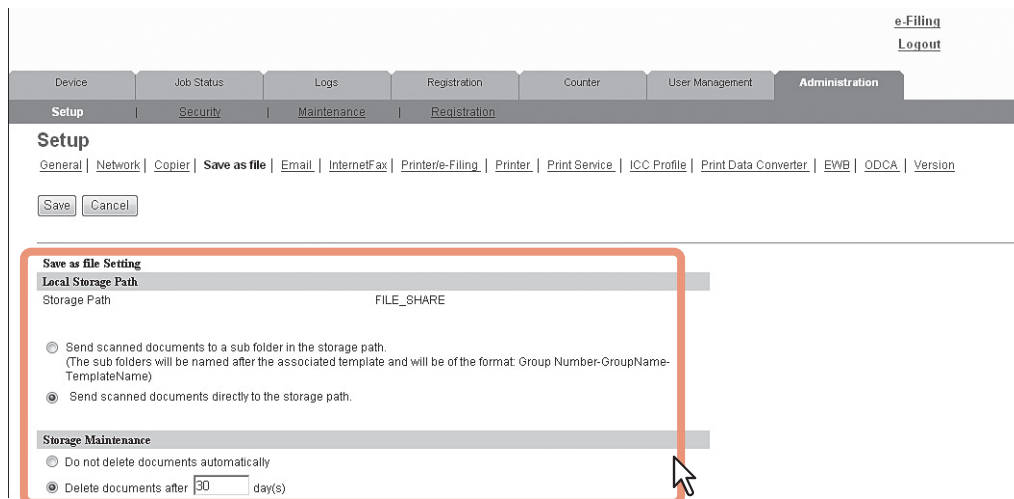 e-Filing
Logout
Device Job Status Logs Registration Counter User Management Administration
Setup | Security | Maintenance | Registration
Setup
General | Network | Copier | Save as file | Email | InternetFax | Printer/e-Filing | Printer | Print Service | ICC Profile | Print Data Converter | EWB | ODCA | Version
Save Cancel
Save as file Setting
Local Storage Path
Storage Path FILE_SHARE
Send scanned documents to a sub folder in the storage path.
(The sub folders will be named after the associated template and will be of the format: Group Number-GroupName-
TemplateName)
Send scanned documents directly to the storage path.
Storage Maintenance
Do not delete documents automatically
Delete documents after 30 day(s)